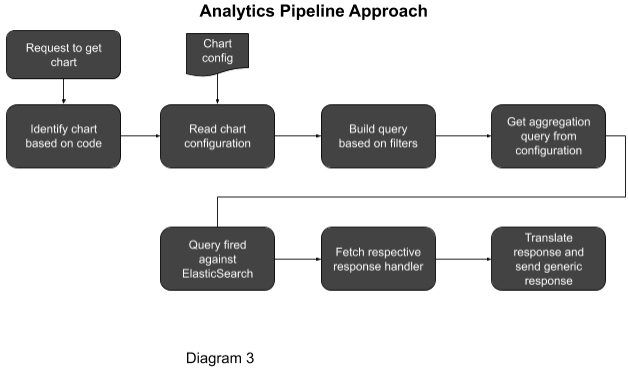 Analytics Pipeline Approach
Request to get
chart
Chart
config
Identify chart
based on code
Read chart
configuration
Build query
based on filters
Get aggregation
query from
configuration
Query fired
against
ElasticSearch
Fetch respective
response handler
Translate
response and
send generic
response
Diagram 3